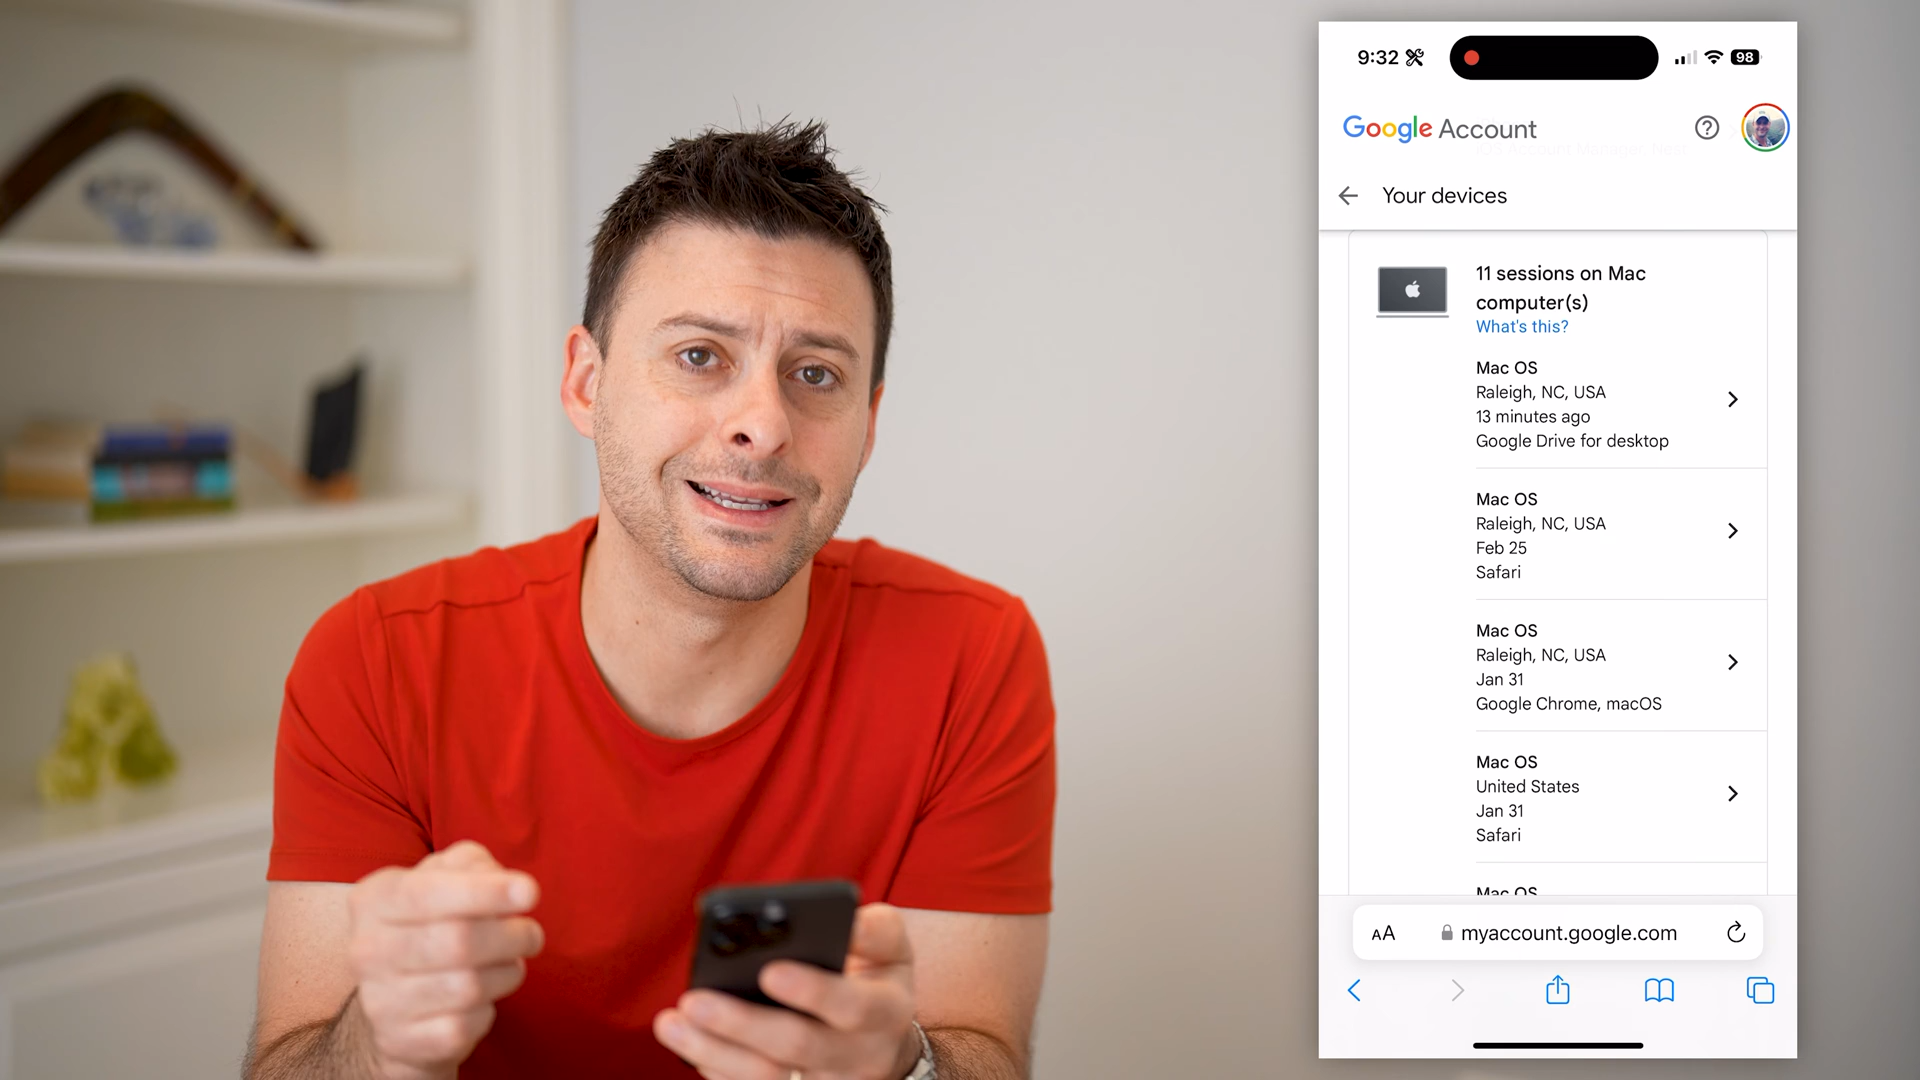 9:32
98
Google Account
Your devices
11 sessions on Mac
computer(s)
What's this?
Mac OS
Raleigh, NC, USA
13 minutes ago
Google Drive for desktop
Mac OS
Raleigh, NC, USA
Feb 25
Safari
Mac OS
Raleigh, NC, USA
Jan 31
Google Chrome, macOS
Mac OS
United States
Jan 31
Safari
Mac OS
AA myaccount.google.com